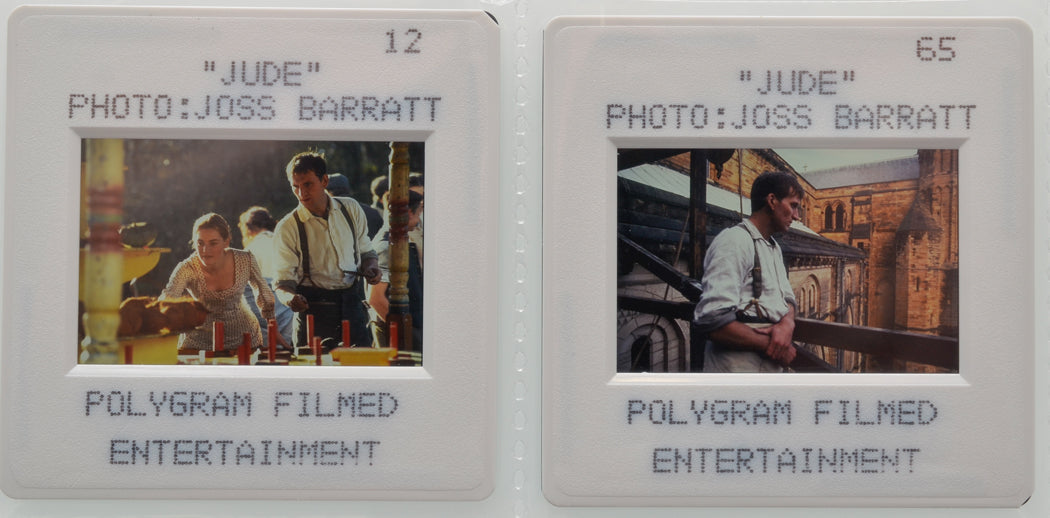 12
"JUDE"
PHOTO:JOSS BARRATT
POLYGRAM FILMED
ENTERTAINMENT
65
"JUDE"
PHOTO:JOSS BARRATT
POLYGRAM FILMED
ENTERTAINMENT